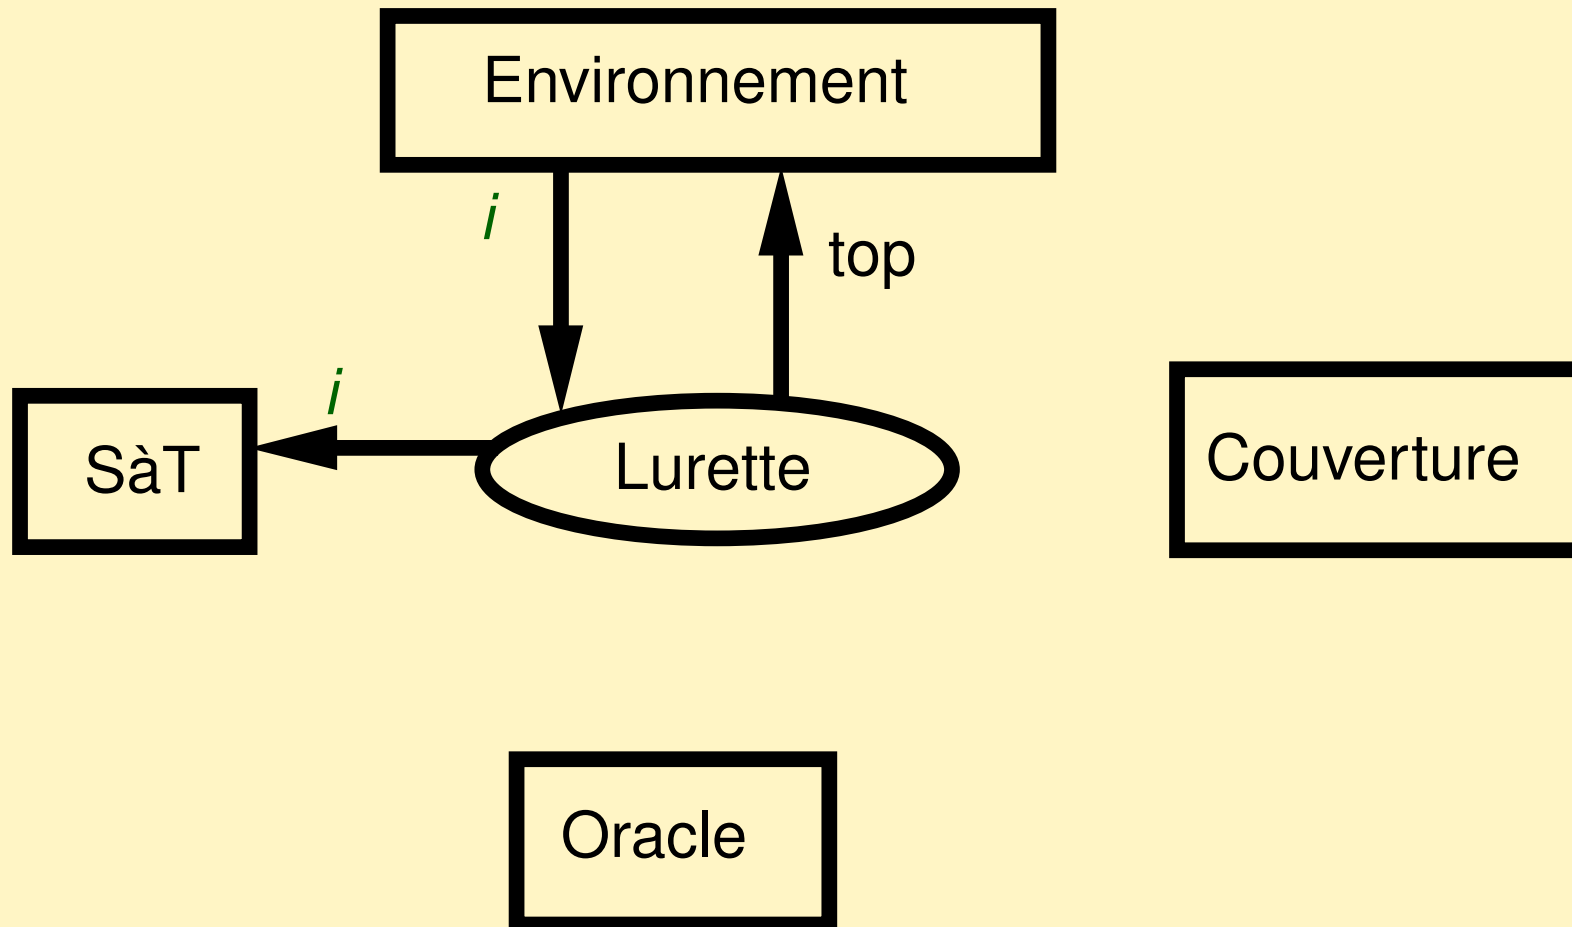 Environnement
i
top
i
SàT
Lurette
Couverture
Oracle